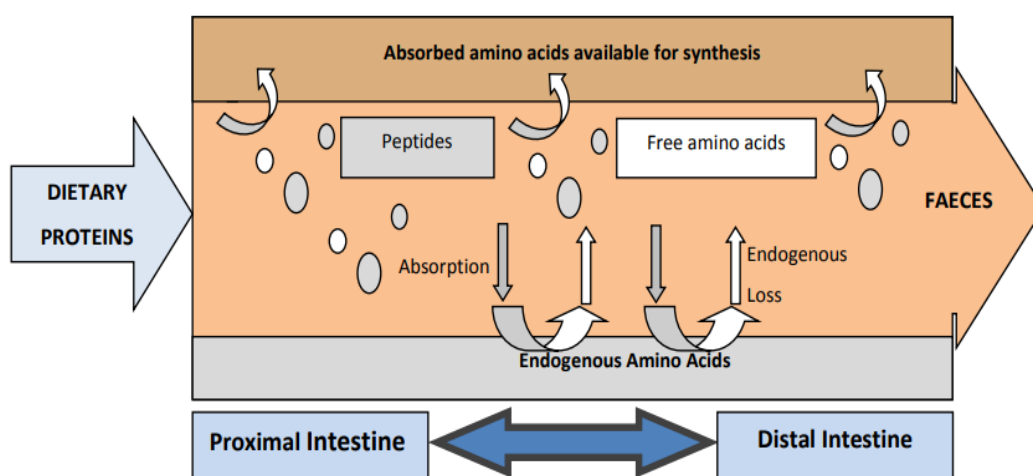 Absorbed amino acids available for synthesis
Peptides
Free amino acids
DIETARY
PROTEINS
FAECES
Absorption
Endogenous
Loss
Endogenous Amino Acids
Proximal Intestine
Distal Intestine